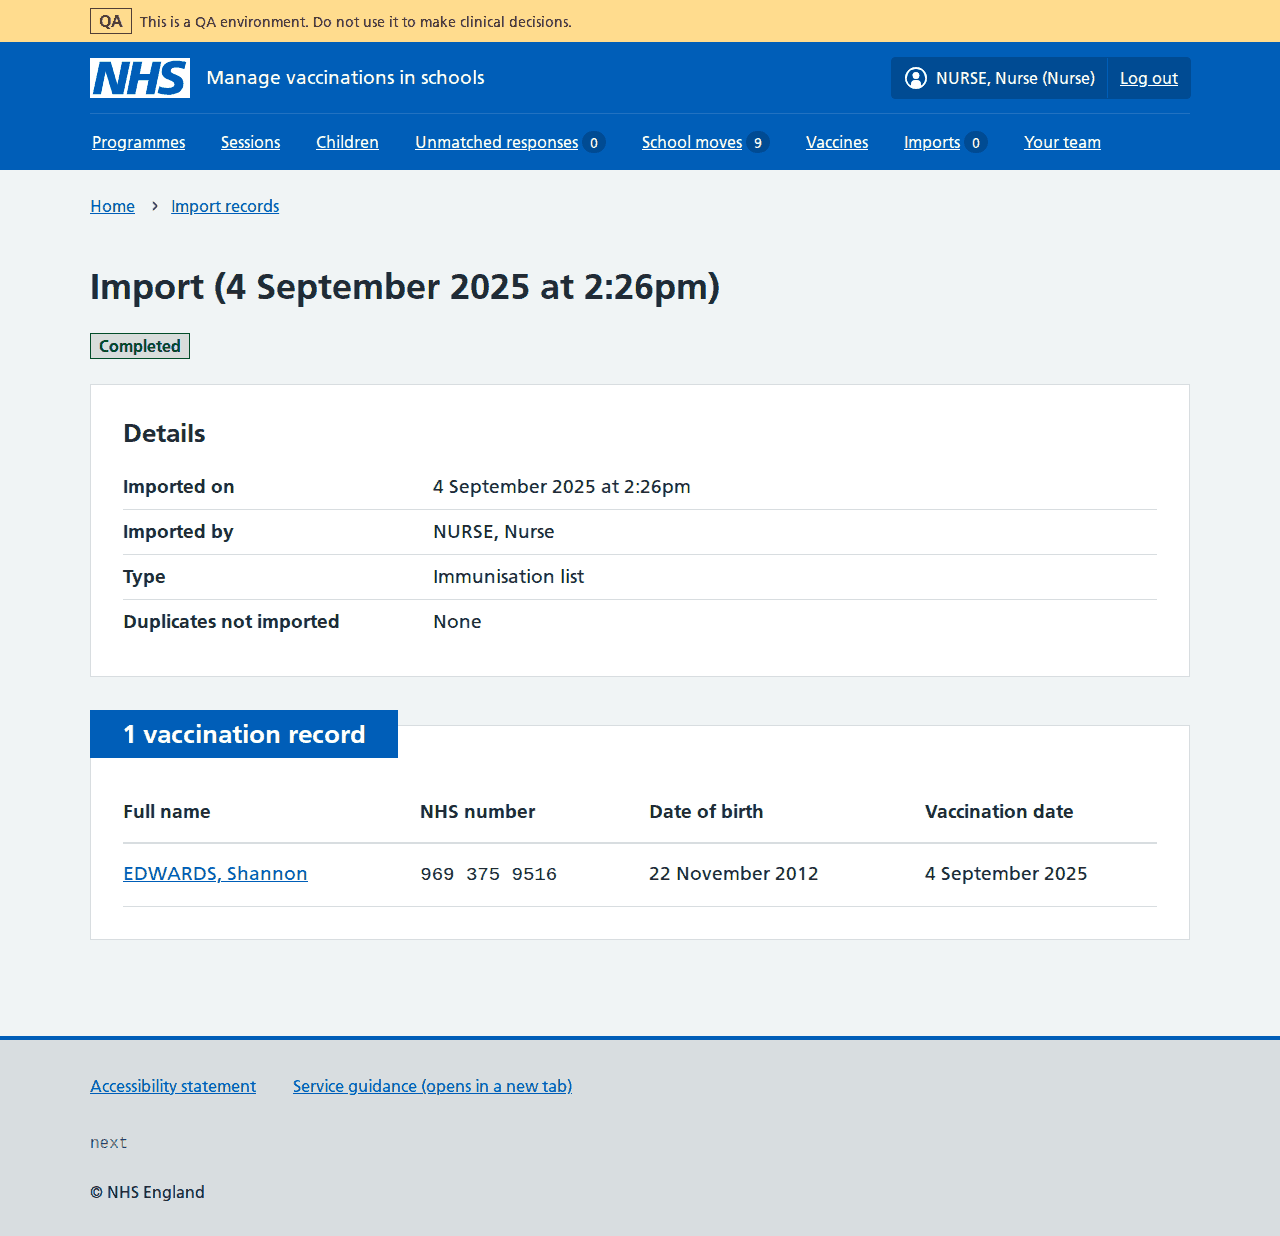 QA This is a QA environment. Do not use it to make clinical decisions.
NHS Manage vaccinations in schools NURSE, Nurse (Nurse) Log out
Programmes Sessions Children Unmatched responses 0 School moves 9 Vaccines Imports 0 Your team
Home Import records
Import (4 September 2025 at 2:26pm)
Completed
Details
Imported on 4 September 2025 at 2:26pm
Imported by NURSE, Nurse
Type Immunisation list
Duplicates not imported None
1 vaccination record
Full name NHS number Date of birth Vaccination date
EDWARDS, Shannon 969 375 9516 22 November 2012 4 September 2025
Accessibility statement Service guidance (opens in a new tab)
next
© NHS England